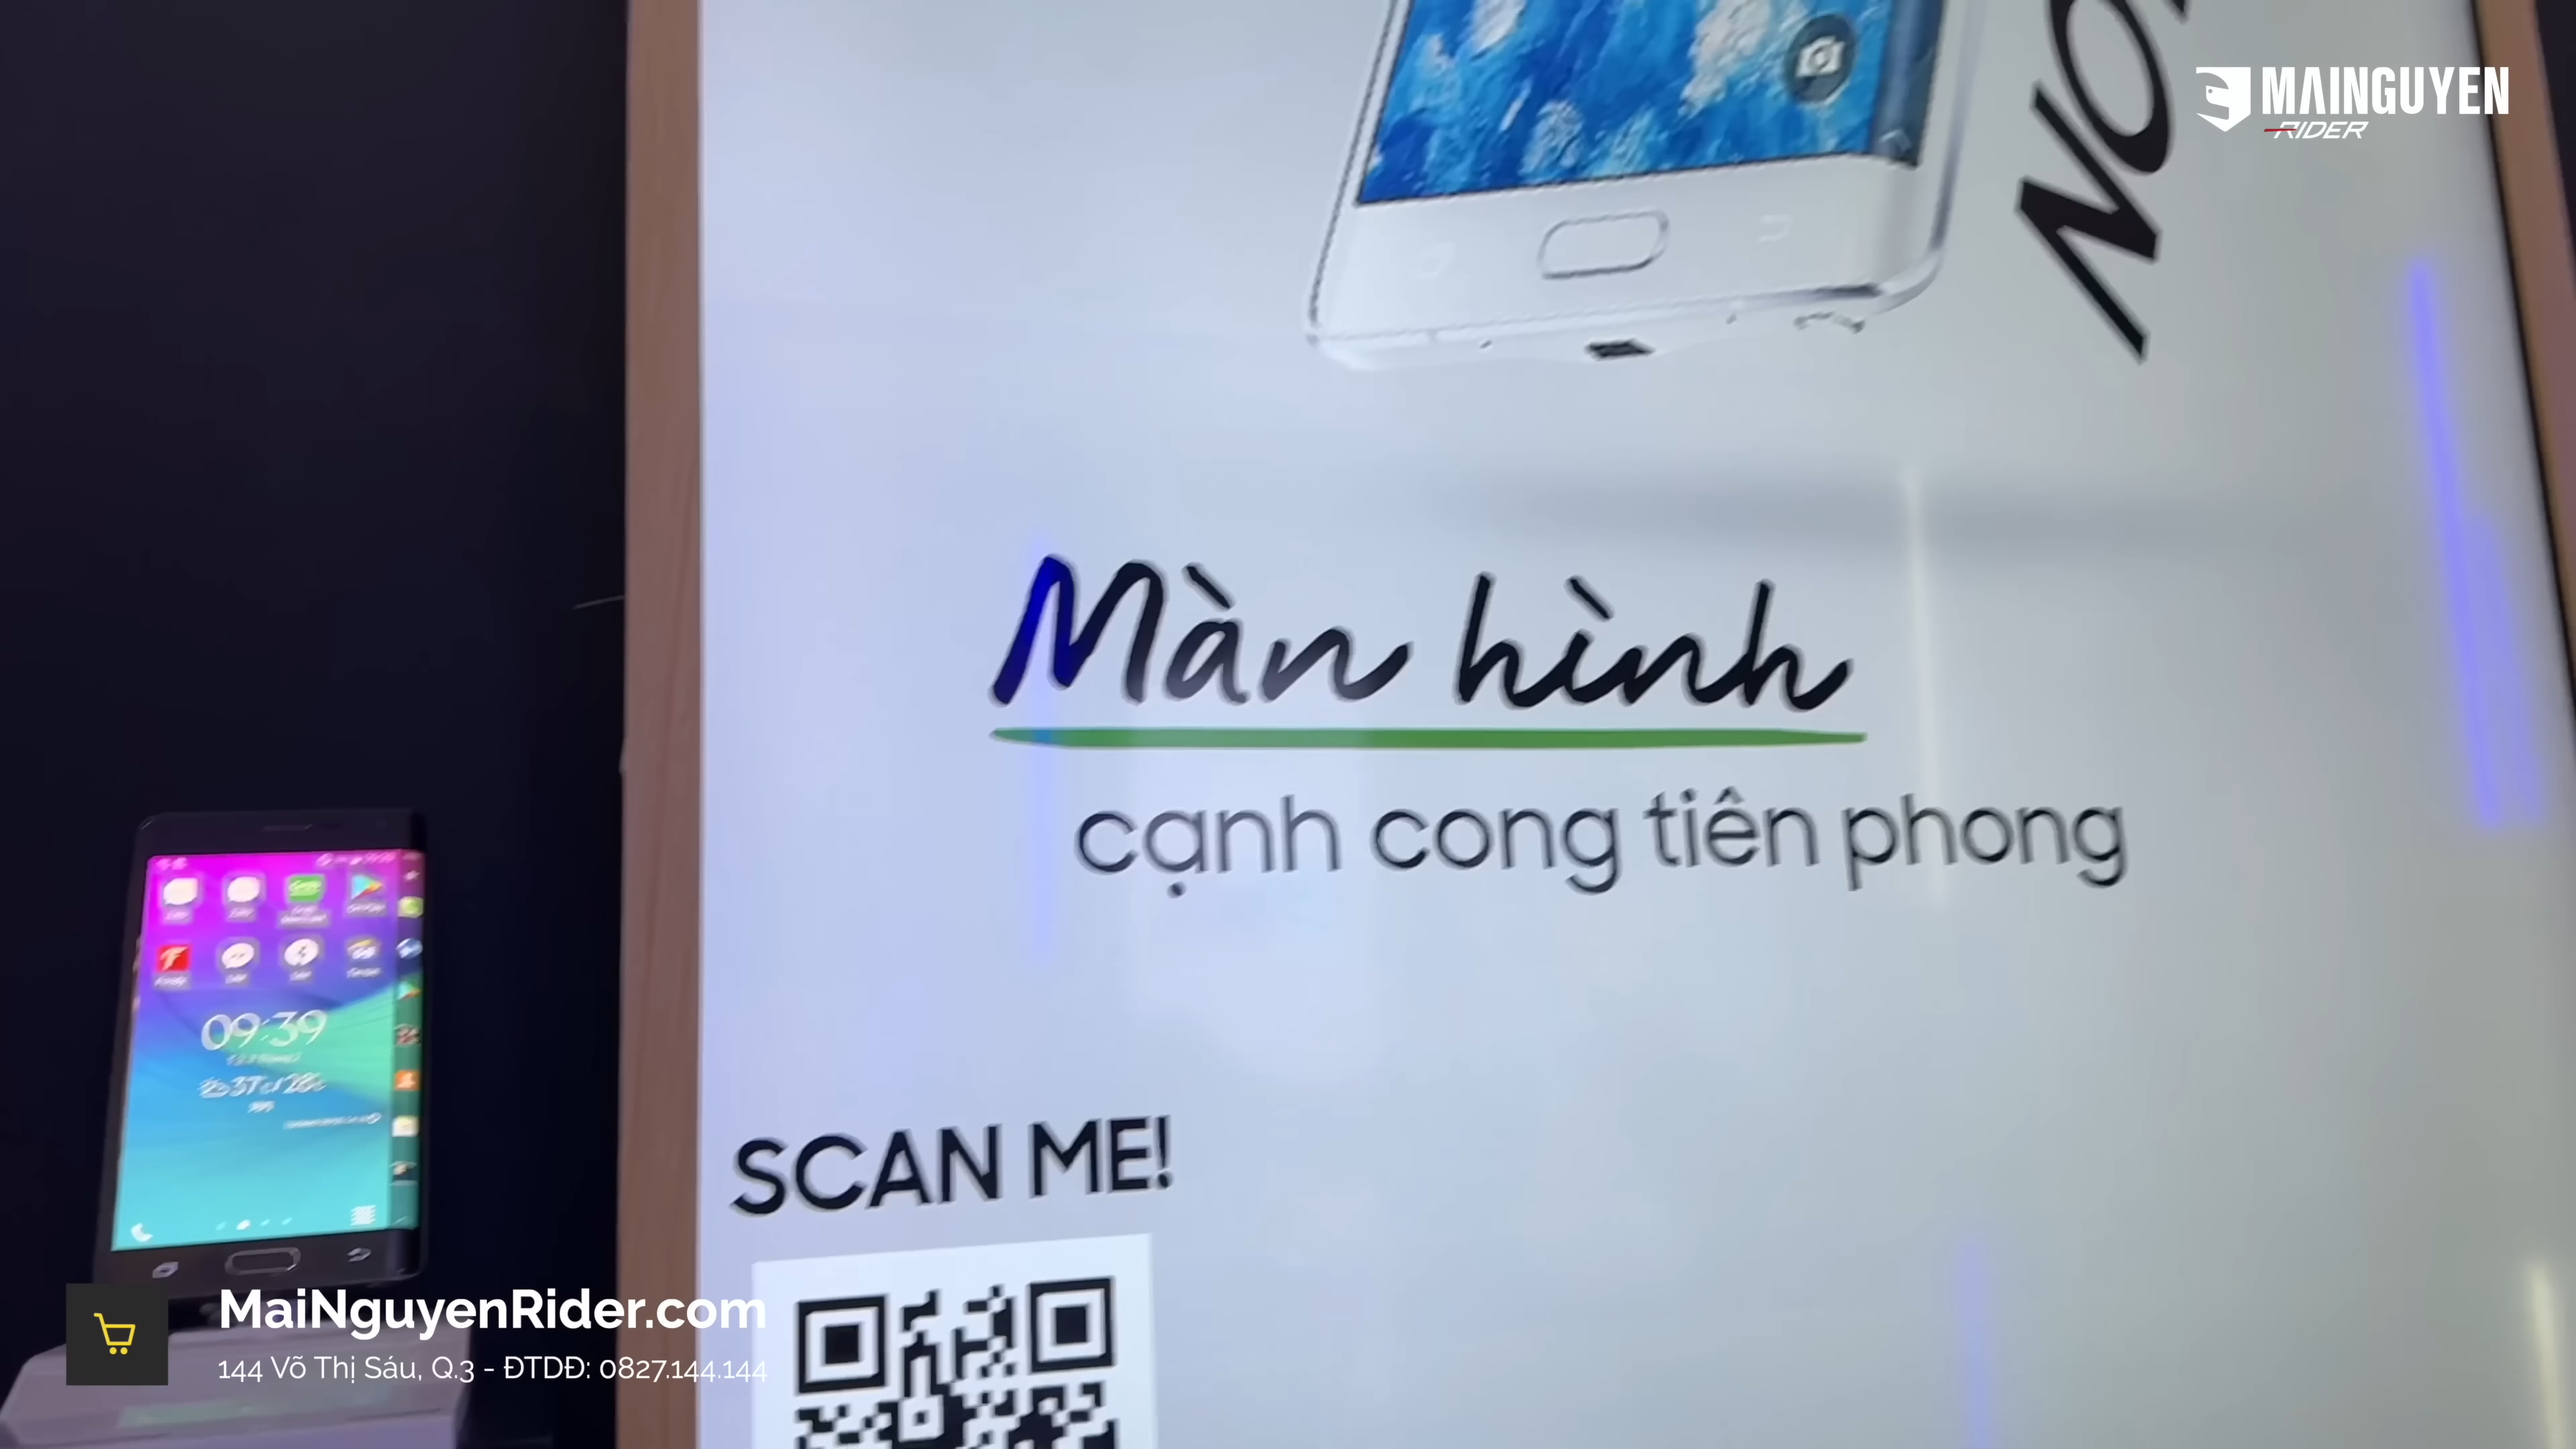 MAINGUYEN
RIDER
Màn hình
cạnh cong tiên phong
09:39
37
SCAN ME!
MaiNguyenRider.com
144 Võ Thị Sáu, Q.3 - ĐTDĐ: 0827.144.144